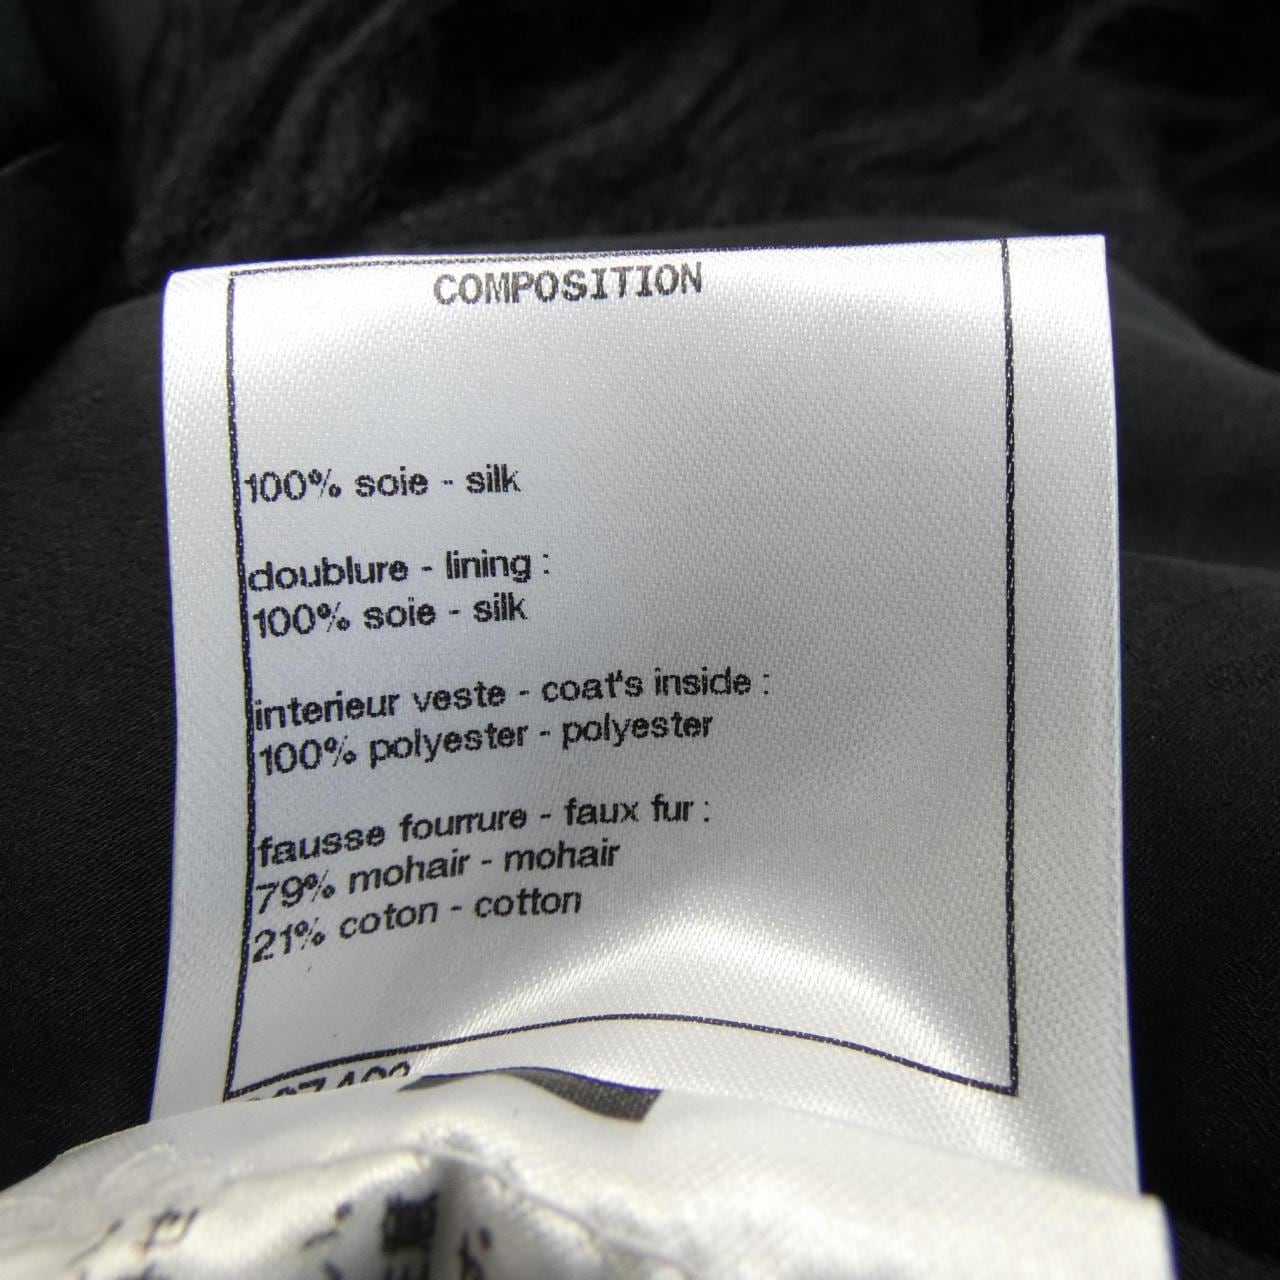 COMPOSITION
100% soie - silk
doublure - lining :
100% soie - silk
interieur veste - coat's inside :
100% polyester - polyester
fausse fourrure - faux fur :
79% mohair - mohair
21% coton - cotton